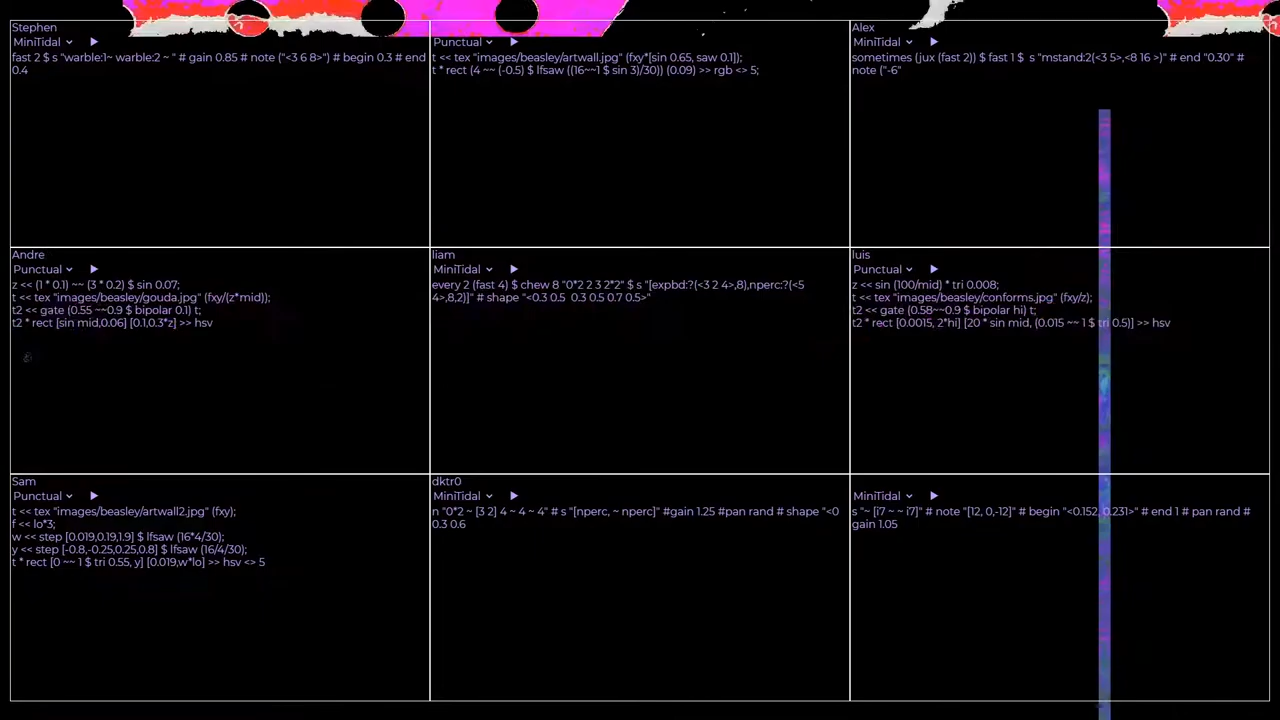 Stephen
MiniTidal
fast 2 $ s "warble:1~ warble:2 ~ " # gain 0.85 # note ("<3 6 8>") # begin 0.3 # end
0.4
Punctual
t << tex "images/beasley/artwall.jpg" (fxy*[sin 0.65, saw 0.1]);
t * rect (4 ~~ (-0.5) $ lfsaw ((16~~1 $ sin 3)/30)) (0.09) >> rgb <> 5;
Alex
MiniTidal
sometimes (jux (fast 2)) $ fast 1 $  s "mstand:2(<3 5>,<8 16 >)" # end "0.30" #
note ("-6"
Andre
Punctual
z << (1 * 0.1) ~~ (3 * 0.2) $ sin 0.07;
t << tex "images/beasley/gouda.jpg" (fxy/(z*mid));
t2 << gate (0.55 ~~0.9 $ bipolar 0.1) t;
t2 * rect [sin mid,0.06] [0.1,0.3*z] >> hsv
liam
MiniTidal
every 2 (fast 4) $ chew 8 "0*2 2 3 2*2" $ s "[expbd:?(<3 2 4>,8),nperc:?(<5
4>,8,2)]" # shape "<0.3 0.5  0.3 0.5 0.7 0.5>"
luis
Punctual
z << sin (100/mid) * tri 0.008;
t << tex "images/beasley/conforms.jpg" (fxy/z);
t2 << gate (0.58~~0.9 $ bipolar hi) t;
t2 * rect [0.0015, 2*hi] [20 * sin mid, (0.015 ~~ 1 $ tri 0.5)] >> hsv
Sam
Punctual
t << tex "images/beasley/artwall2.jpg" (fxy);
f << lo*3;
w << step [0.019,0.19,1.9] $ lfsaw (16*4/30);
y << step [-0.8,-0.25,0.25,0.8] $ lfsaw (16/4/30);
t * rect [0 ~~ 1 $ tri 0.55, y] [0.019,w*lo] >> hsv <> 5
dktr0
MiniTidal
n "0*2 ~ [3 2] 4 ~ 4 ~ 4" # s "[nperc, ~ nperc]" #gain 1.25 #pan rand # shape "<0
0.3 0.6
MiniTidal
s "~ [i7 ~ ~ i7]" # note "[12, 0,-12]" # begin "<0.152, 0.231>" # end 1 # pan rand #
gain 1.05